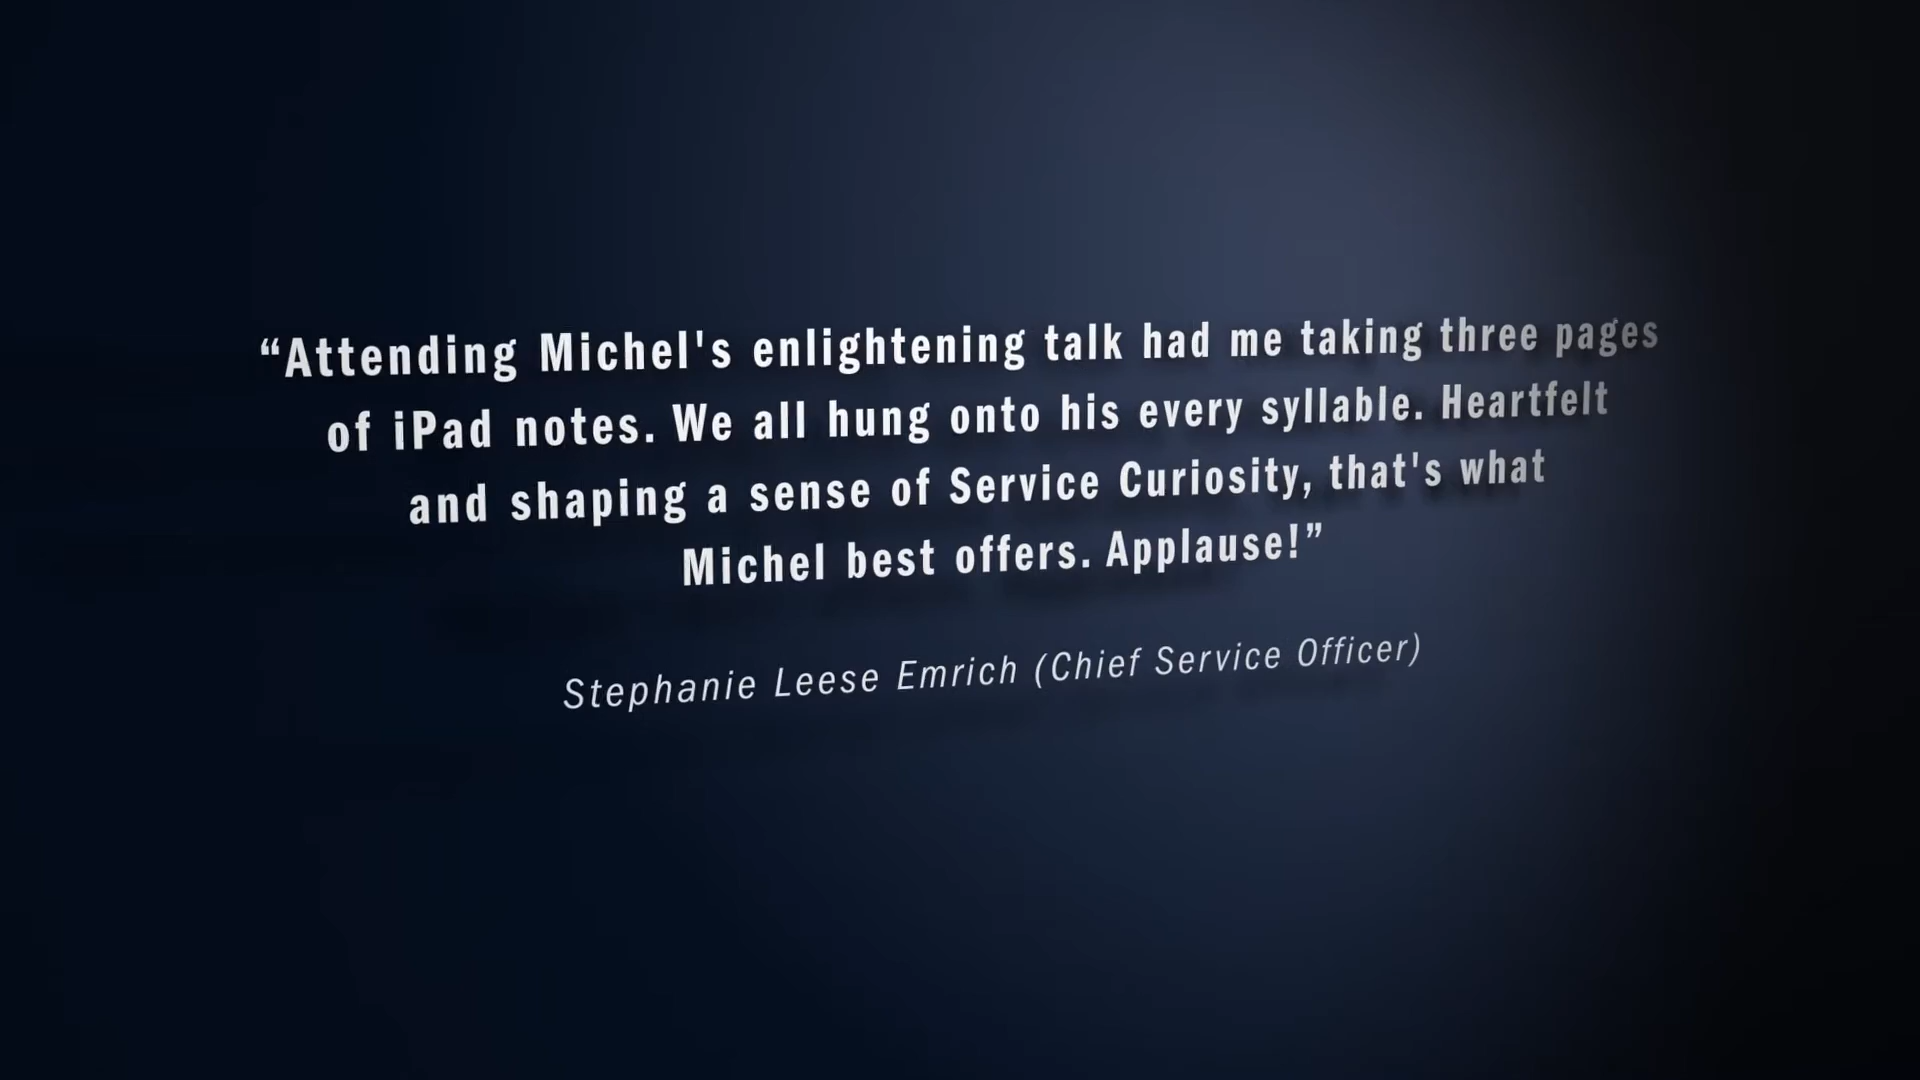 “Attending Michel's enlightening talk had me taking three pages
of iPad notes. We all hung onto his every syllable. Heartfelt
and shaping a sense of Service Curiosity, that's what
Michel best offers. Applause!”
Stephanie Leese Emrich (Chief Service Officer)